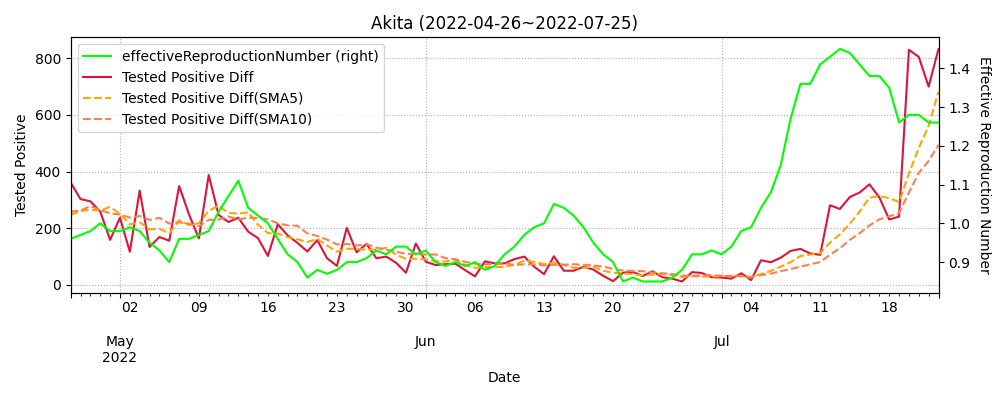 Akita (2022-04-26~2022-07-25)
effectiveReproductionNumber (right)
Tested Positive Diff
Tested Positive Diff(SMA5)
Tested Positive Diff(SMA10)
Tested Positive
800
600
400
200
0
Effective Reproduction Number
1.4
1.3
1.2
1.1
1.0
0.9
02 09 16 23 30 06 13 20 27 04 11 18
May Jun Jul
2022
Date